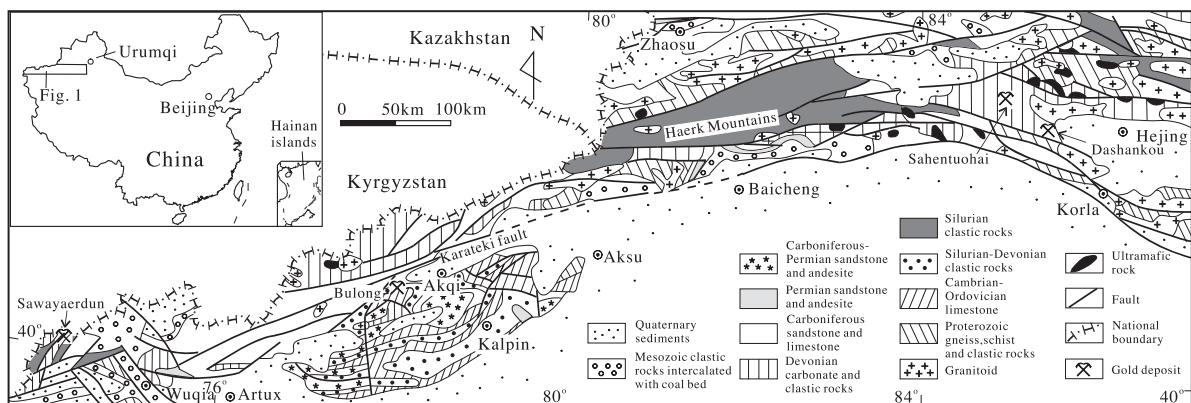 80°
84°
Urumqi
Fig. 1
Beijing
China
Hainan
islands
Kazakhstan
N
0 50km 100km
Zhaosu
Haerk Mountains
Hejing
Dashankou
Sahentuohai
Kyrgyzstan
Baicheng
Korla
Karateki fault
Aksu
Bulong
Akqi
Kalpin
Sawayaerdun
40°
Wuqia
76°
Artux
80°
84°
40°
Quaternary
sediments
Mesozoic clastic
rocks intercalated
with coal bed
Carboniferous-
Permian sandstone
and andesite
Permian sandstone
and andesite
Carboniferous
sandstone and
limestone
Devonian
carbonate and
clastic rocks
Silurian
clastic rocks
Silurian-Devonian
clastic rocks
Cambrian-
Ordovician
limestone
Proterozoic
gneiss,schist
and clastic rocks
Granitoid
Ultramafic
rock
Fault
National
boundary
Gold deposit